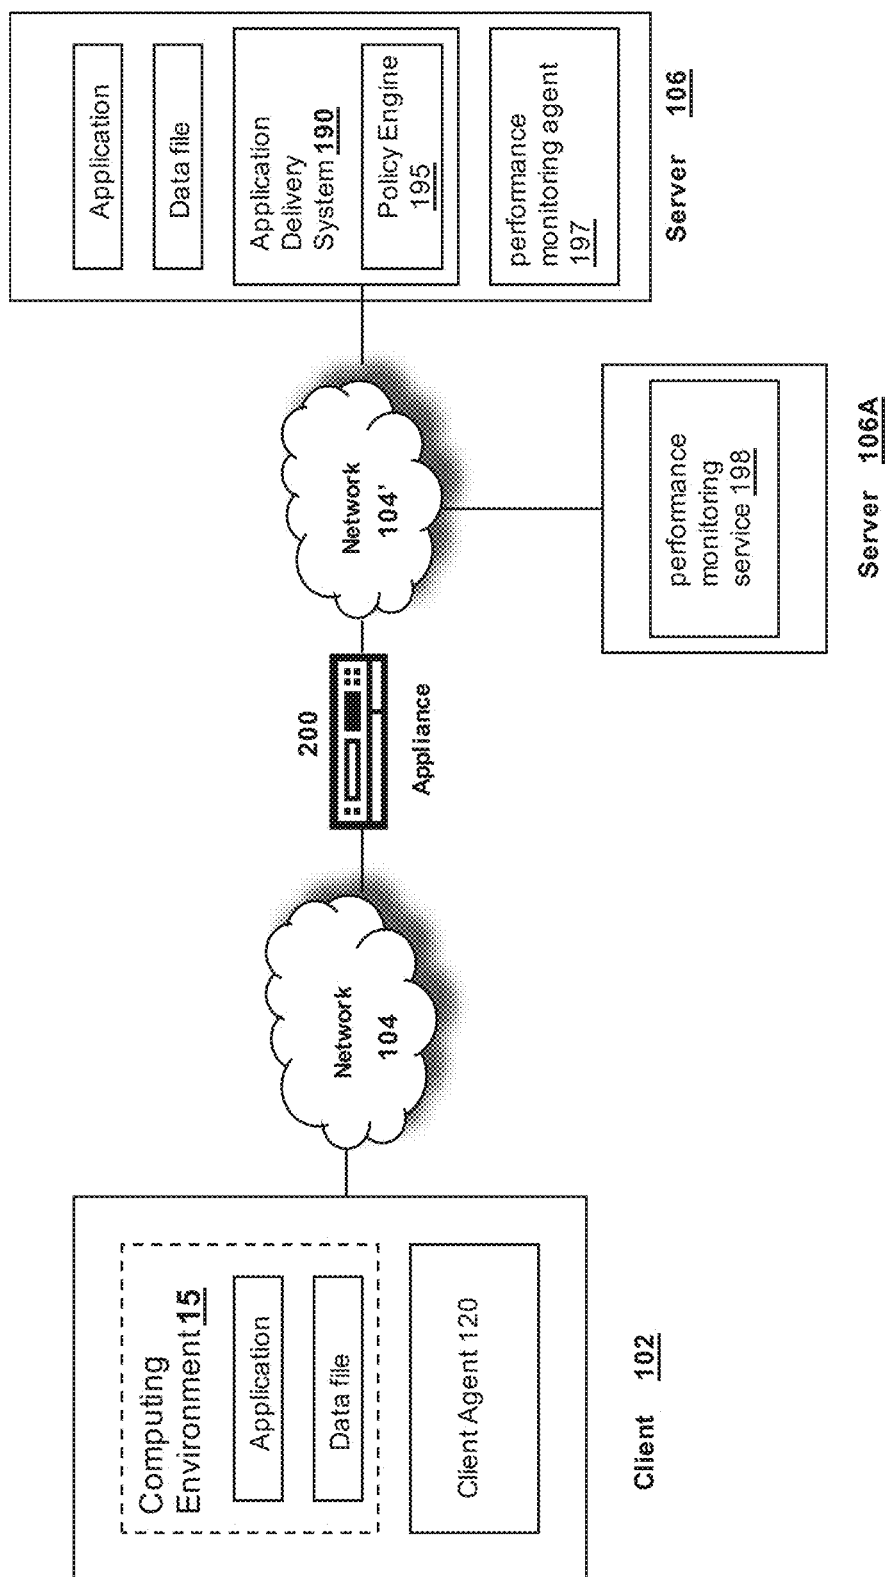 Computing
Environment 15
Application
Data file
Client Agent 120
Client 102
Network
104
200
Appliance
Network
104'
Application
Data file
Application
Delivery
System 190
Policy Engine
195
performance
monitoring agent
197
Server 106
performance
monitoring
service 198
Server 106A